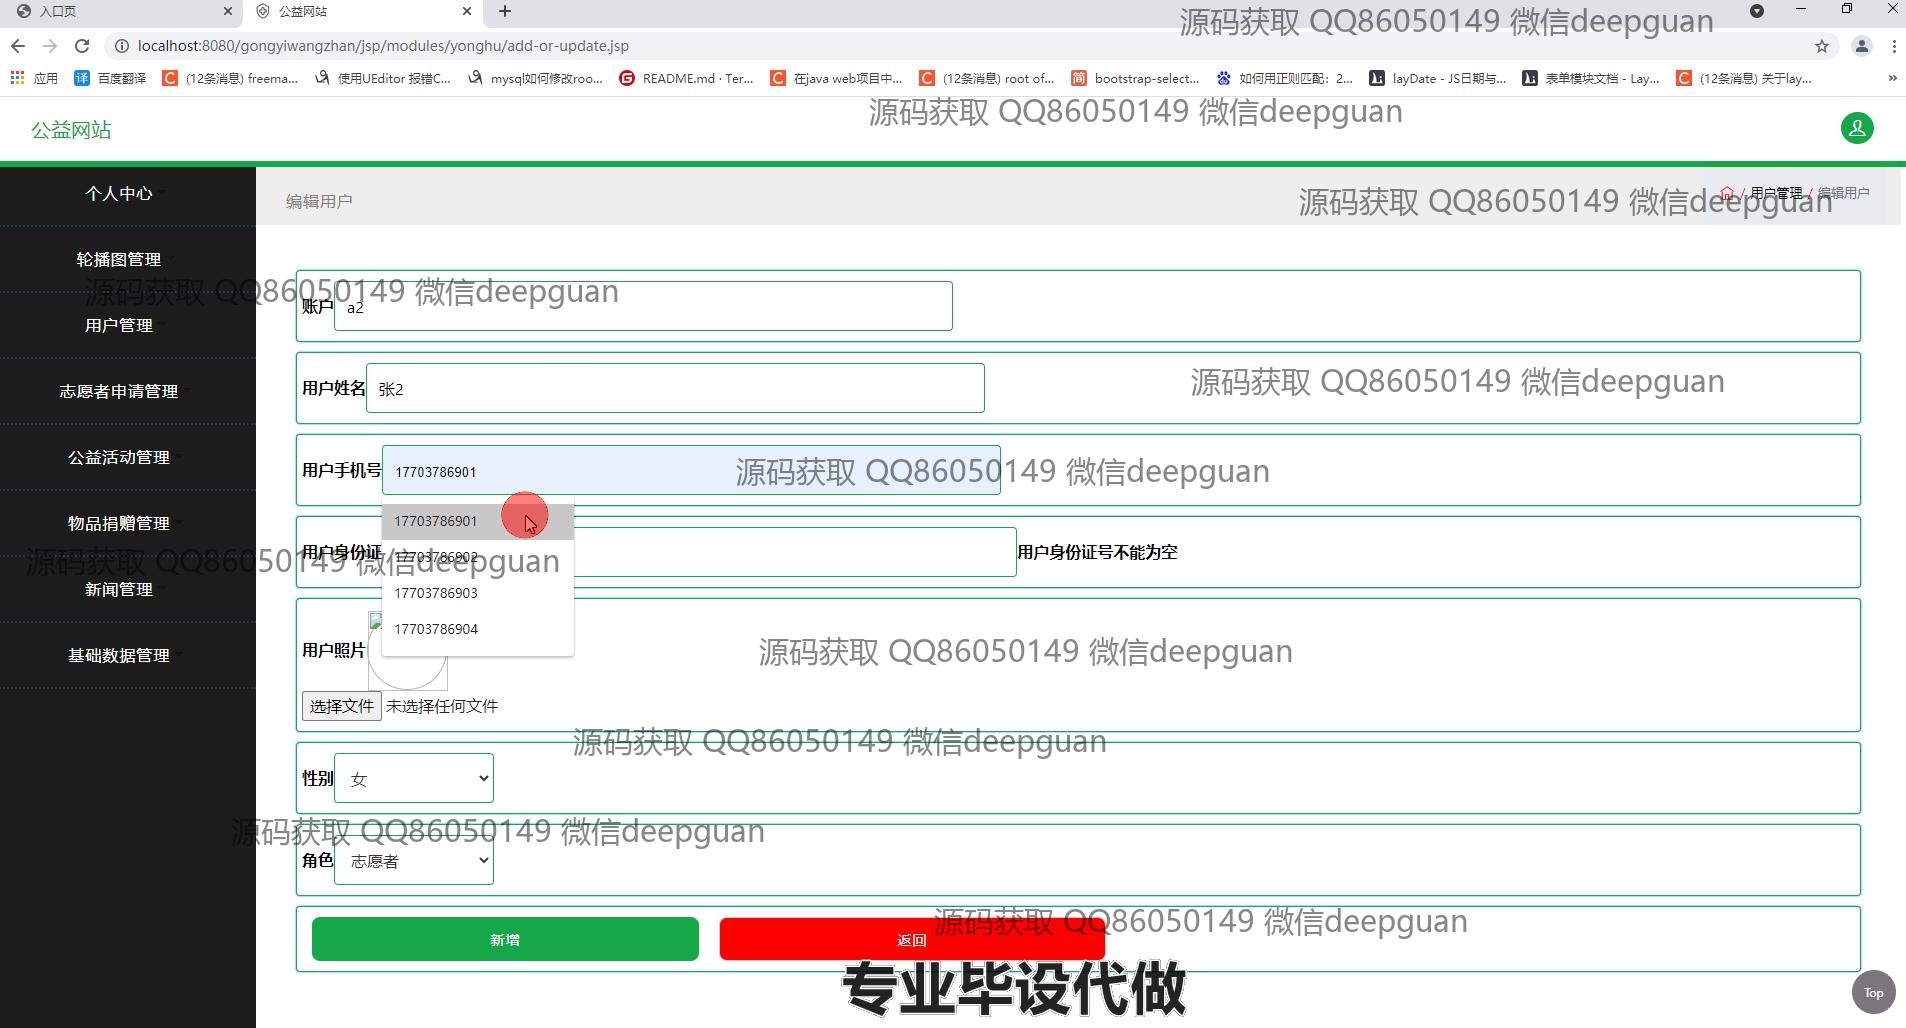 入口页
公益网站
localhost:8080/gongyiwangzhan/jsp/modules/yonghu/add-or-update.jsp
应用
百度翻译
(12条消息) freema...
使用UEditor 报错C...
mysql如何修改roo...
README.md · Ter...
在java web项目中...
(12条消息) root of...
bootstrap-select...
如何用正则匹配：2...
layDate - JS日期与...
表单模块文档 - Lay...
(12条消息) 关于lay...
源码获取 QQ86050149 微信deepguan
源码获取 QQ86050149 微信deepguan
公益网站
个人中心
轮播图管理
用户管理
志愿者申请管理
公益活动管理
物品捐赠管理
新闻管理
基础数据管理
编辑用户
/ 用户管理 / 编辑用户
源码获取 QQ86050149 微信deepguan
源码获取 QQ86050149 微信deepguan
账户 a2
用户姓名 张2
源码获取 QQ86050149 微信deepguan
用户手机号 17703786901
源码获取 QQ86050149 微信deepguan
17703786901
17703786902
17703786903
17703786904
用户身份证
用户身份证号不能为空
源码获取 QQ86050149 微信deepguan
用户照片
源码获取 QQ86050149 微信deepguan
选择文件 未选择任何文件
源码获取 QQ86050149 微信deepguan
性别 女
源码获取 QQ86050149 微信deepguan
角色 志愿者
源码获取 QQ86050149 微信deepguan
新增
返回
专业毕设代做
Top